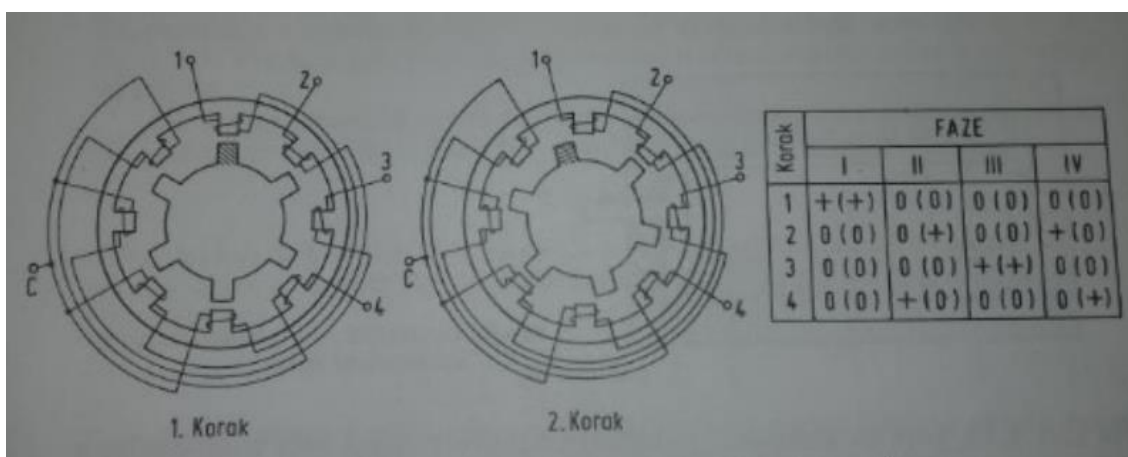 1
2
3
4
C
1. Korak
1
2
3
4
C
2. Korak
Korak FAZE
I II III IV
1 +(+) 0(0) 0(0) 0(0)
2 0(0) 0(+) 0(0) +(0)
3 0(0) 0(0) +(+) 0(0)
4 0(0) +(0) 0(0) 0(+)